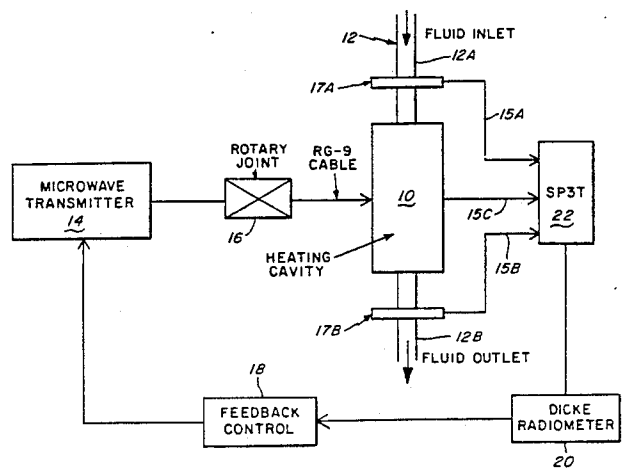 12
FLUID INLET
12A
17A
15A
ROTARY
JOINT
RG-9
CABLE
MICROWAVE
TRANSMITTER
14
16
10
SP3T
22
15C
HEATING
CAVITY
15B
17B
12B
FLUID OUTLET
18
FEEDBACK
CONTROL
DICKE
RADIOMETER
20